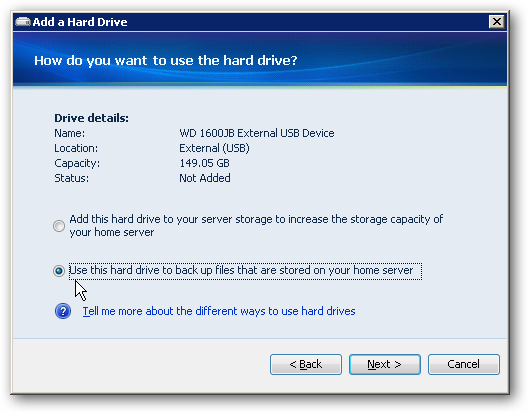 Add a Hard Drive
How do you want to use the hard drive?
Drive details:
Name: WD 1600JB External USB Device
Location: External (USB)
Capacity: 149.05 GB
Status: Not Added
Add this hard drive to your server storage to increase the storage capacity of
your home server
Use this hard drive to back up files that are stored on your home server
? Tell me more about the different ways to use hard drives
< Back Next > Cancel